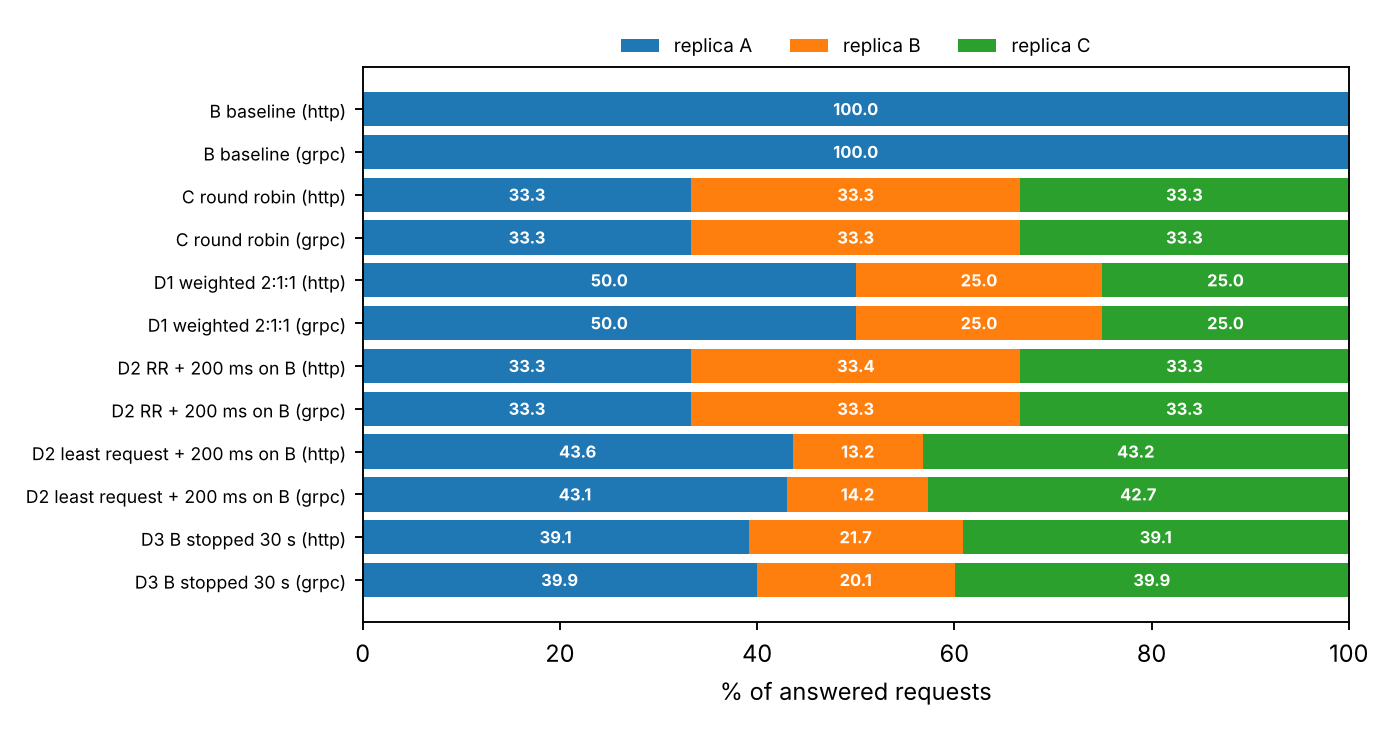 replica A replica B replica C
B baseline (http) 100.0
B baseline (grpc) 100.0
C round robin (http) 33.3 33.3 33.3
C round robin (grpc) 33.3 33.3 33.3
D1 weighted 2:1:1 (http) 50.0 25.0 25.0
D1 weighted 2:1:1 (grpc) 50.0 25.0 25.0
D2 RR + 200 ms on B (http) 33.3 33.4 33.3
D2 RR + 200 ms on B (grpc) 33.3 33.3 33.3
D2 least request + 200 ms on B (http) 43.6 13.2 43.2
D2 least request + 200 ms on B (grpc) 43.1 14.2 42.7
D3 B stopped 30 s (http) 39.1 21.7 39.1
D3 B stopped 30 s (grpc) 39.9 20.1 39.9
0 20 40 60 80 100
% of answered requests